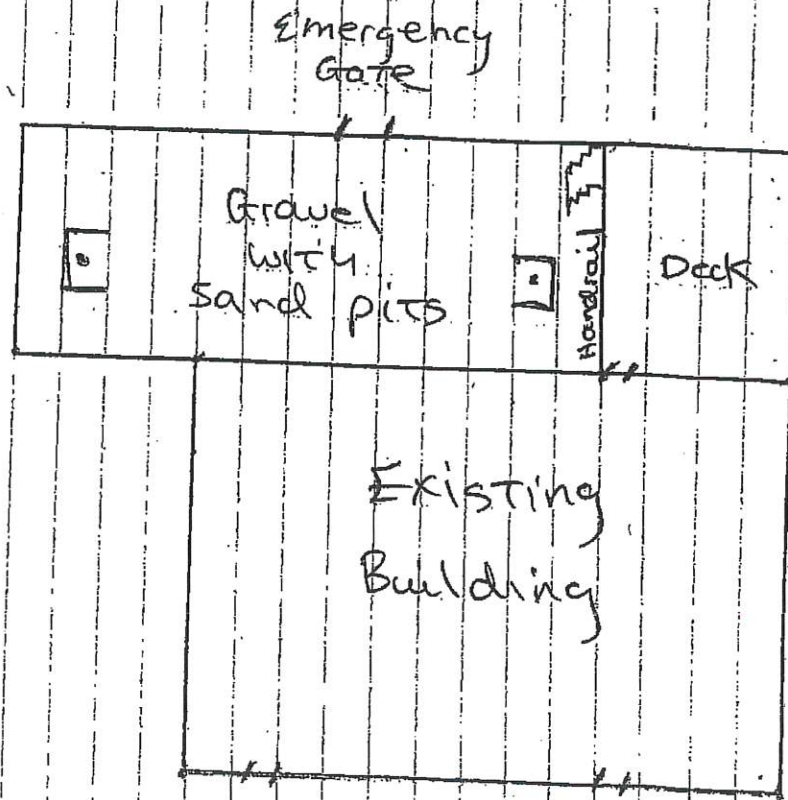 Emergency
Gate
Gravel
with
Sand pits
Handrail
Deck
Existing
Building